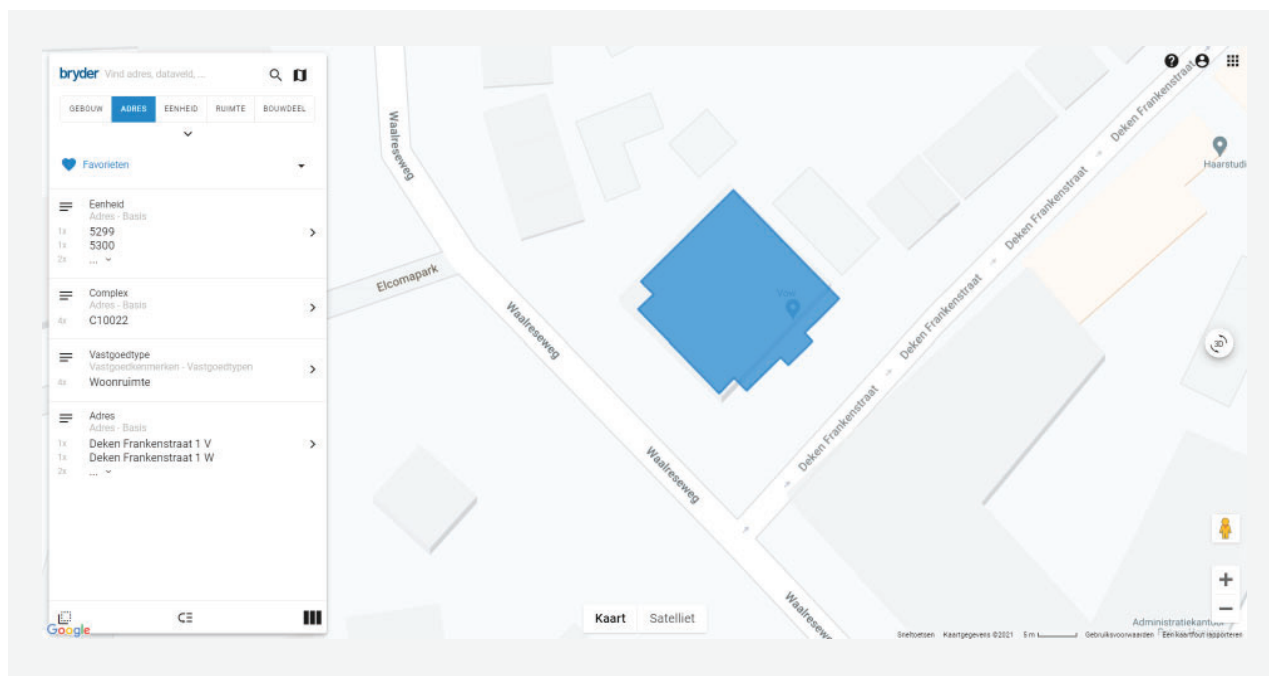 bryder Vind adres, dataveld, ...
GEBOUW ADRES EENHEID RUIMTE BOUWDEEL
Favorieten
Eenheid
Adres - Basis
1x 5299
1x 5300
2x ...
Complex
Adres - Basis
4x C10022
Vastgoedtype
Vastgoedkenmerken - Vastgoedtypen
4x Woonruimte
Adres
Adres - Basis
1x Deken Frankenstraat 1 V
1x Deken Frankenstraat 1 W
2x ...
Google
Waalreseweg
Elcomapark
Waalreseweg
Waalreseweg
Deken Frankenstraat
Deken Frankenstraat
Deken Frankenstraat
Deken Frankenstraat
Deken Frankenstraat
Haarstudi
3D
Kaart Satelliet
Administratiekantoor
Sneltoetsen Kaartgegevens ©2021 5 m Gebruiksvoorwaarden Een kaartfout rapporteren